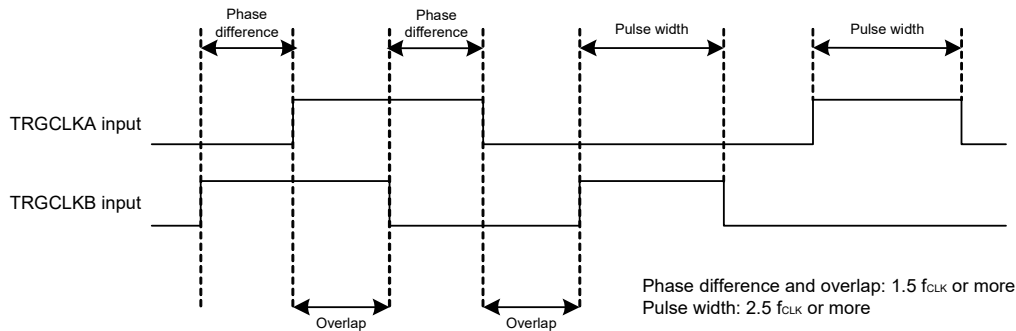 Phase
difference
Phase
difference
Pulse width
Pulse width
TRGCLKA input
TRGCLKB input
Phase difference and overlap: 1.5 fCLK or more
Pulse width: 2.5 fCLK or more
Overlap
Overlap